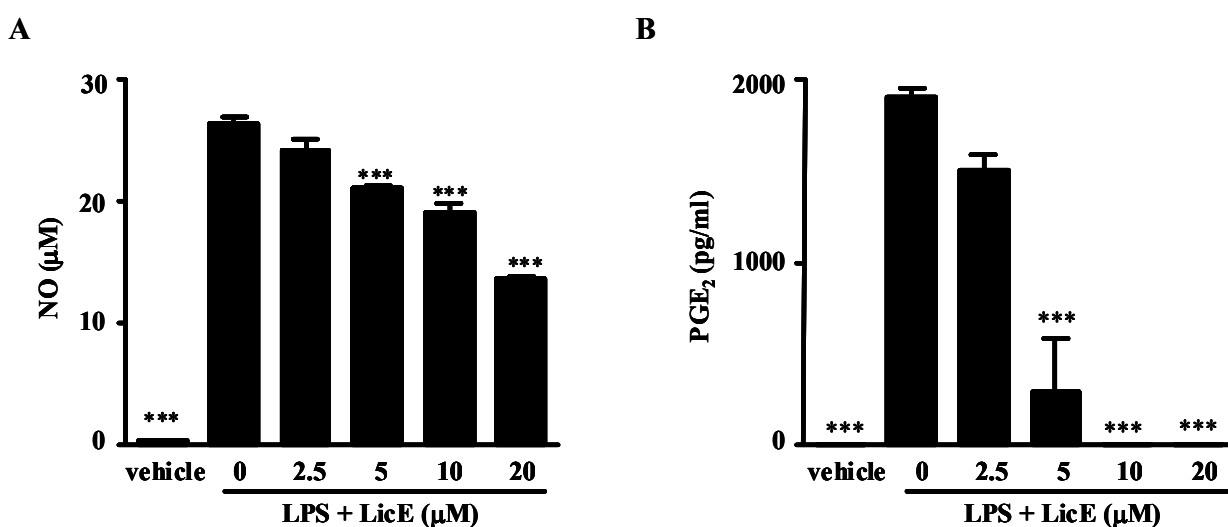 A
NO (μM)
30
20
10
0
***
***
***
***
vehicle 0 2.5 5 10 20
LPS + LicE (μM)
B
PGE₂ (pg/ml)
2000
1000
0
***
***
***
***
vehicle 0 2.5 5 10 20
LPS + LicE (μM)